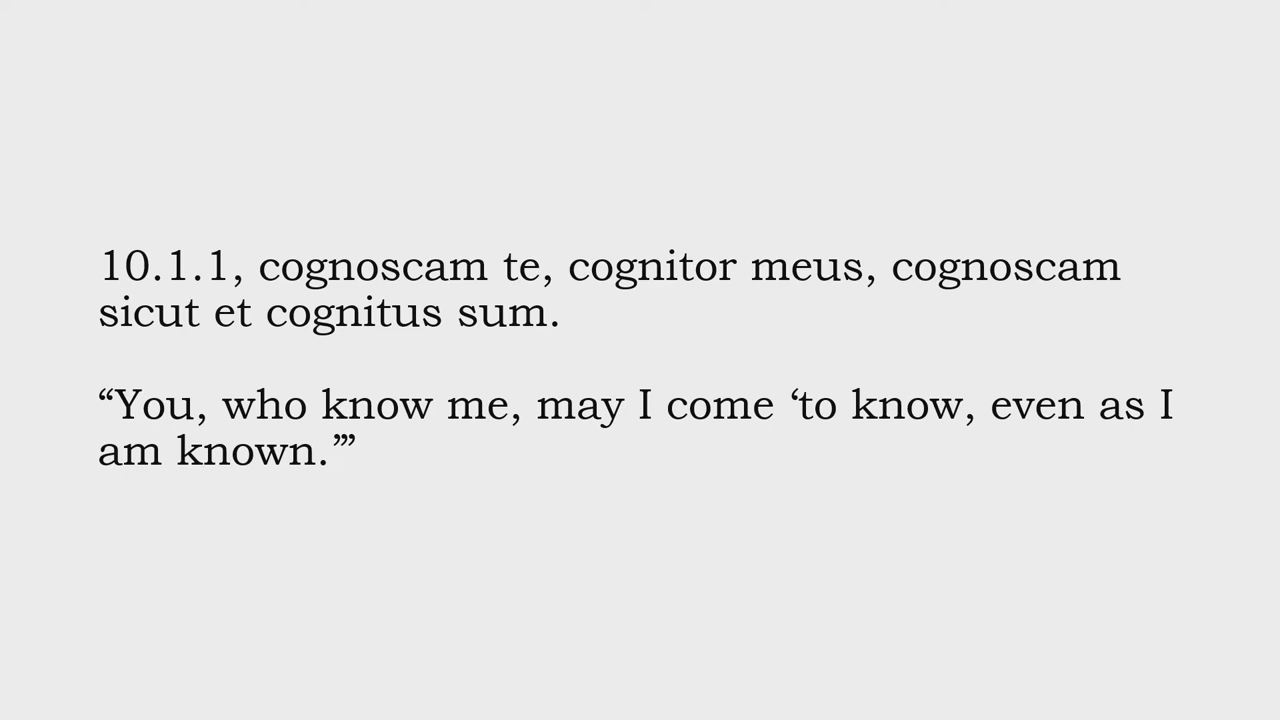 10.1.1, cognoscam te, cognitor meus, cognoscam
sicut et cognitus sum.
“You, who know me, may I come ‘to know, even as I
am known.’”